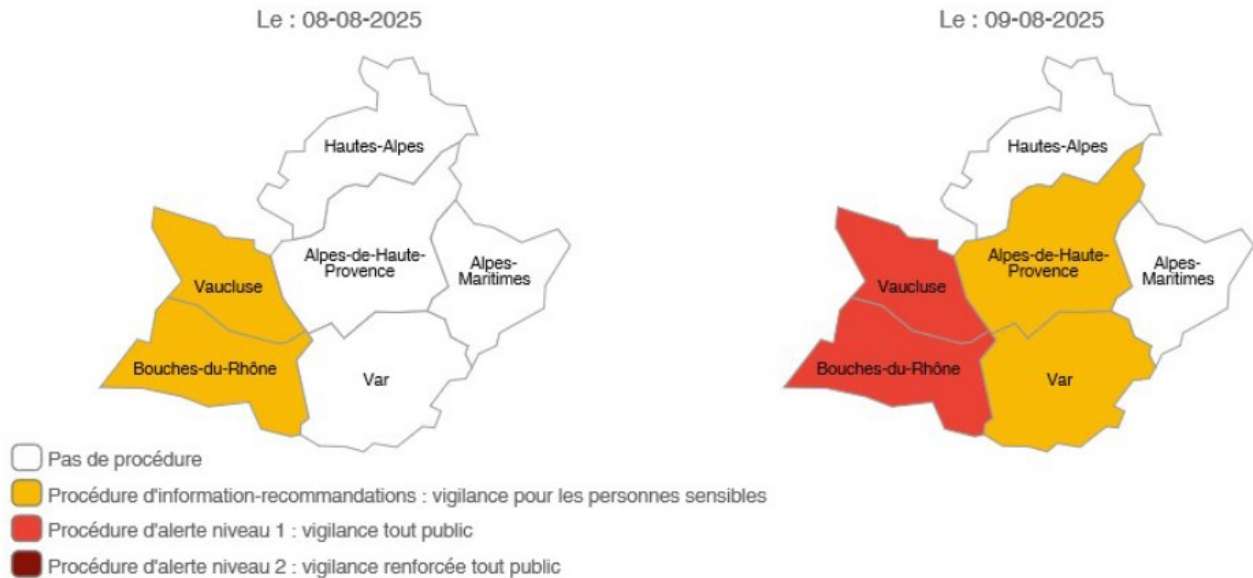 Le : 08-08-2025
Hautes-Alpes
Alpes-de-Haute-
Provence
Alpes-
Maritimes
Vaucluse
Bouches-du-Rhône
Var
Le : 09-08-2025
Hautes-Alpes
Alpes-de-Haute-
Provence
Alpes-
Maritimes
Vaucluse
Bouches-du-Rhône
Var
Pas de procédure
Procédure d'information-recommandations : vigilance pour les personnes sensibles
Procédure d'alerte niveau 1 : vigilance tout public
Procédure d'alerte niveau 2 : vigilance renforcée tout public